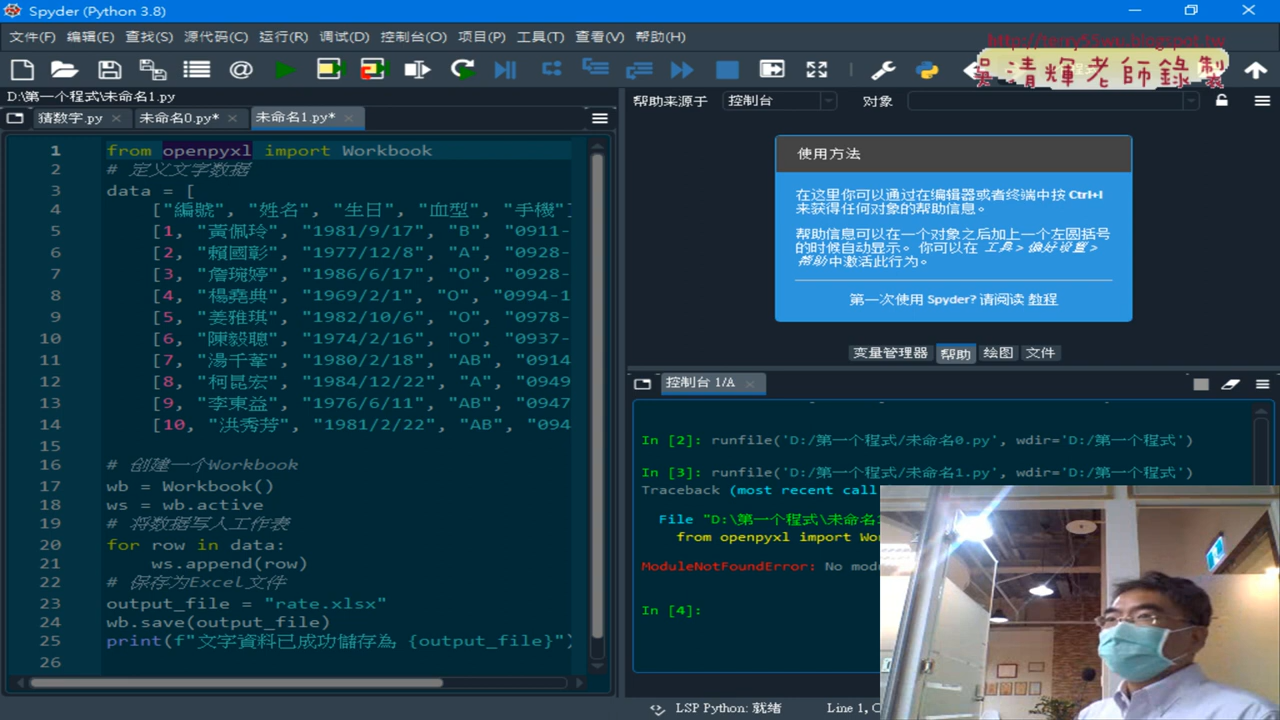 Spyder (Python 3.8)
文件(F) 编辑(E) 查找(S) 源代码(C) 运行(R) 调试(D) 控制台(O) 项目(P) 工具(T) 查看(V) 帮助(H)
http://terry55wu.blogspot.tw
吳清輝老師錄製
D:\第一个程式\未命名1.py
猜数字.py
未命名0.py*
未命名1.py*
1 from openpyxl import Workbook
2 # 定义文字数据
3 data = [
4 ["編號", "姓名", "生日", "血型", "手機"]
5 [1, "黃佩玲", "1981/9/17", "B", "0911-
6 [2, "賴國彰", "1977/12/8", "A", "0928-
7 [3, "詹琬婷", "1986/6/17", "O", "0928-
8 [4, "楊堯典", "1969/2/1", "O", "0994-1
9 [5, "姜雅琪", "1982/10/6", "O", "0978-
10 [6, "陳毅聰", "1974/2/16", "O", "0937-
11 [7, "湯千葦", "1980/2/18", "AB", "0914
12 [8, "柯昆宏", "1984/12/22", "A", "0949
13 [9, "李東益", "1976/6/11", "AB", "0947
14 [10, "洪秀芳", "1981/2/22", "AB", "094
15
16 # 创建一个Workbook
17 wb = Workbook()
18 ws = wb.active
19 # 将数据写入工作表
20 for row in data:
21 ws.append(row)
22 # 保存为Excel文件
23 output_file = "rate.xlsx"
24 wb.save(output_file)
25 print(f"文字資料已成功儲存為 {output_file}")
26
帮助来源于 控制台 对象
使用方法
在这里你可以通过在编辑器或者终端中按 Ctrl+I
来获得任何对象的帮助信息。
帮助信息可以在一个对象之后加上一个左圆括号
的时候自动显示。 你可以在 工具 > 偏好设置 >
帮助中激活此行为。
第一次使用 Spyder? 请阅读 教程
变量管理器 帮助 绘图 文件
控制台 1/A
In [2]: runfile('D:/第一个程式/未命名0.py', wdir='D:/第一个程式')
In [3]: runfile('D:/第一个程式/未命名1.py', wdir='D:/第一个程式')
Traceback (most recent call
File "D:\第一个程式\未命名
from openpyxl import Wo
ModuleNotFoundError: No mod
In [4]:
LSP Python: 就绪 Line 1, C